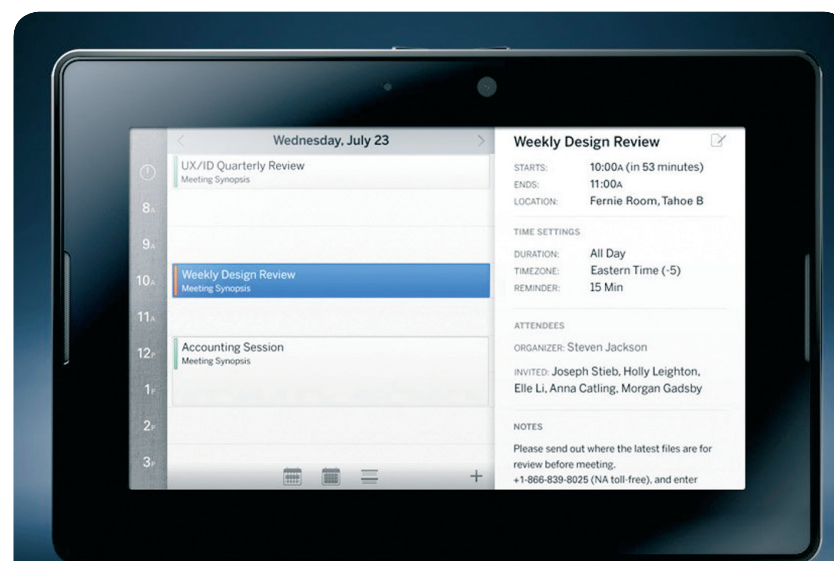 Wednesday, July 23
UX/ID Quarterly Review
Meeting Synopsis
8A
9A
10A
Weekly Design Review
Meeting Synopsis
11A
12P
Accounting Session
Meeting Synopsis
1P
2P
3P
Weekly Design Review
STARTS: 10:00A (in 53 minutes)
ENDS: 11:00A
LOCATION: Fernie Room, Tahoe B
TIME SETTINGS
DURATION: All Day
TIMEZONE: Eastern Time (-5)
REMINDER: 15 Min
ATTENDEES
ORGANIZER: Steven Jackson
INVITED: Joseph Stieb, Holly Leighton,
Elle Li, Anna Catling, Morgan Gadsby
NOTES
Please send out where the latest files are for
review before meeting.
+1-866-839-8025 (NA toll-free), and enter